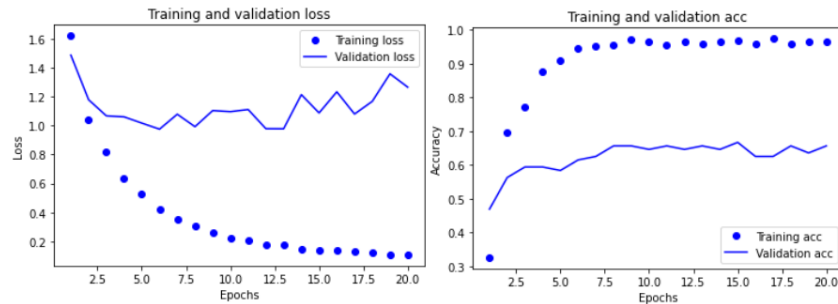 Training and validation loss
Training loss
Validation loss
Loss
1.6
1.4
1.2
1.0
0.8
0.6
0.4
0.2
2.5 5.0 7.5 10.0 12.5 15.0 17.5 20.0
Epochs
Training and validation acc
Accuracy
1.0
0.9
0.8
0.7
0.6
0.5
0.4
0.3
Training acc
Validation acc
2.5 5.0 7.5 10.0 12.5 15.0 17.5 20.0
Epochs